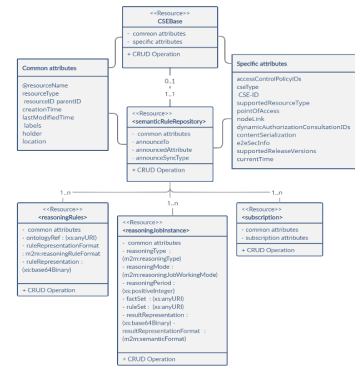 <<Resource>>
CSEBase
- common attributes
- specific attributes
+ CRUD Operation
Common attributes
@resourceName
resourceType
resourceID parentID
creationTime
lastModifiedTime
labels
holder
location
Specific attributes
accessControlPolicyIDs
cseType
CSE-ID
supportedResourceType
pointOfAccess
nodeLink
dynamicAuthorizationConsultationIDs
contentSerialization
e2eSecInfo
supportedReleaseVersions
currentTime
0..1
1..1
<<Resource>>
<semanticRuleRepository>
- common attributes
- announceTo
- announcedAttribute
- announceSyncType
+ CRUD Operation
1..n
1..n
1..n
<<Resource>>
<reasoningRules>
- common attributes
- ontologyRef : (xs:anyURI)
- ruleRepresentationFormat
: m2m:reasoningRuleFormat
- ruleRepresentation :
(xs:base64Binary)
+ CRUD Operation
<<Resource>>
<reasoningJobInstance>
- common attributes
- reasoningType :
(m2m:reasoningType)
- reasoningMode :
(m2m:reasoningJobWorkingMode)
- reasoningPeriod :
(xs:positiveInteger)
- factSet : (xs:anyURI)
- ruleSet : (xs:anyURI)
- resultRepresentation :
(xs:base64Binary) -
resultRepresentationFormat :
(m2m:semanticFormat)
+ CRUD Operation
<<Resource>>
<subscription>
- common attributes
- subscription attributes
+ CRUD Operation